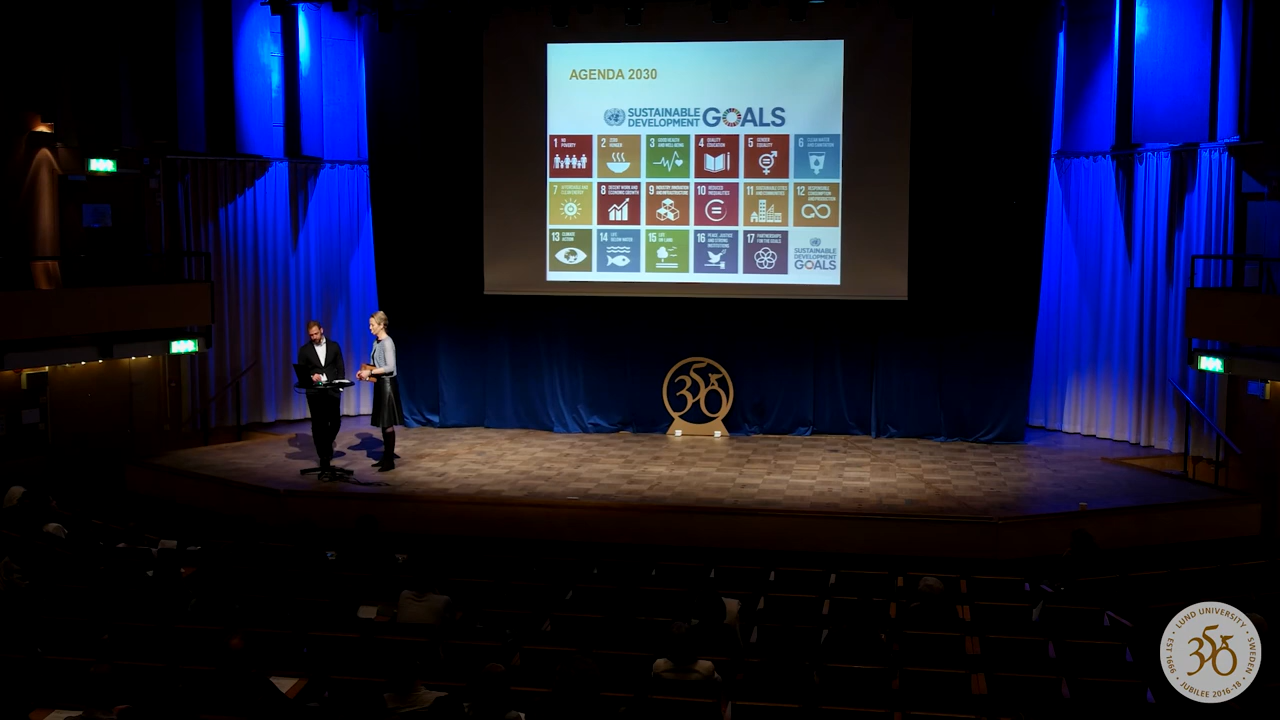 AGENDA 2030
SUSTAINABLE
DEVELOPMENT
GOALS
1 NO
POVERTY
2 ZERO
HUNGER
3 GOOD HEALTH
AND WELL-BEING
4 QUALITY
EDUCATION
5 GENDER
EQUALITY
6 CLEAN WATER
AND SANITATION
7 AFFORDABLE AND
CLEAN ENERGY
8 DECENT WORK AND
ECONOMIC GROWTH
9 INDUSTRY, INNOVATION
AND INFRASTRUCTURE
10 REDUCED
INEQUALITIES
11 SUSTAINABLE CITIES
AND COMMUNITIES
12 RESPONSIBLE
CONSUMPTION
AND PRODUCTION
13 CLIMATE
ACTION
14 LIFE
BELOW WATER
15 LIFE
ON LAND
16 PEACE, JUSTICE
AND STRONG
INSTITUTIONS
17 PARTNERSHIPS
FOR THE GOALS
SUSTAINABLE
DEVELOPMENT
GOALS
350
LUND UNIVERSITY · SWEDEN
EST 1666
350
JUBILEE 2016-18